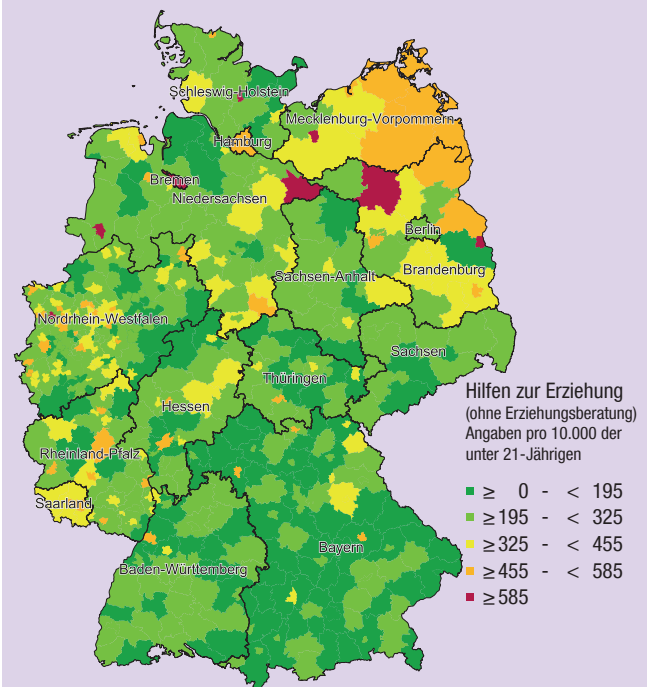 Schleswig-Holstein
Mecklenburg-Vorpommern
Hamburg
Bremen
Niedersachsen
Berlin
Sachsen-Anhalt
Brandenburg
Nordrhein-Westfalen
Sachsen
Thüringen
Hessen
Rheinland-Pfalz
Saarland
Bayern
Baden-Württemberg
Hilfen zur Erziehung
(ohne Erziehungsberatung)
Angaben pro 10.000 der
unter 21-Jährigen
≥ 0 - < 195
≥ 195 - < 325
≥ 325 - < 455
≥ 455 - < 585
≥ 585